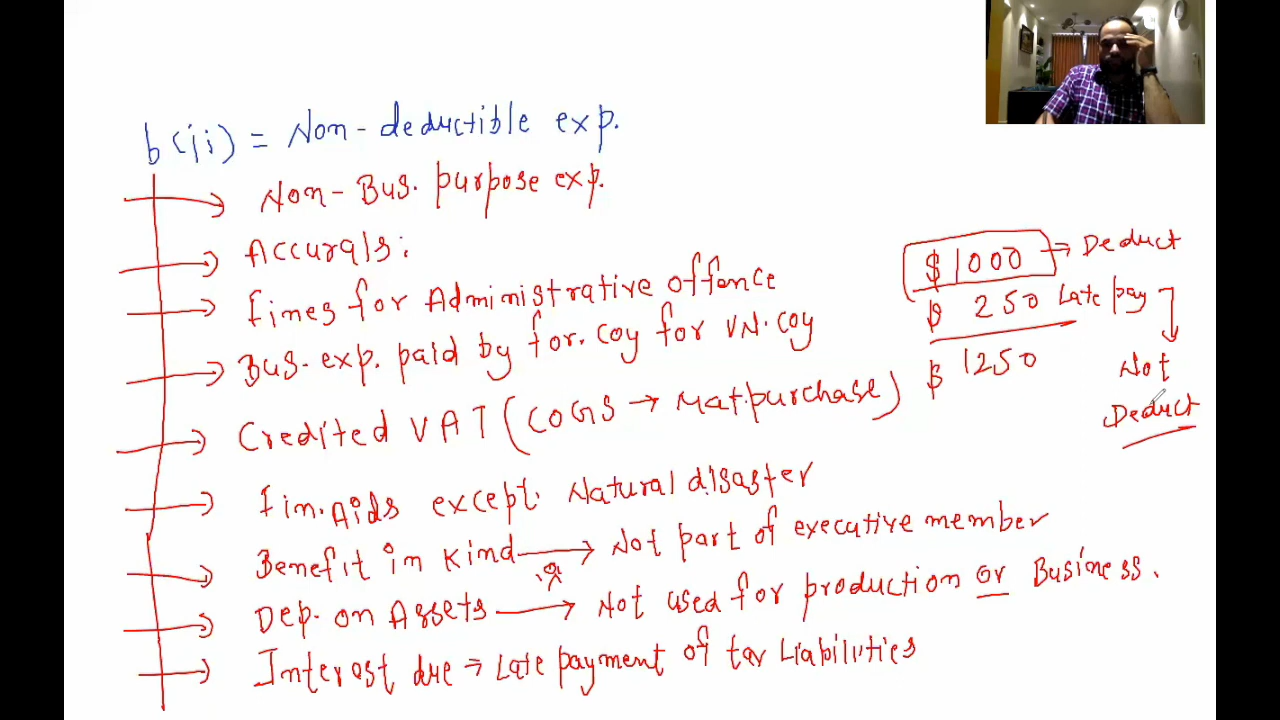 b(ii) = Non-deductible exp.
Non-Bus. purpose exp.
Accurals:
Fines for Administrative offence
Bus. exp. paid by for. coy for VN. coy
Credited VAT (COGS → Mat. purchase)
Fin. Aids except. Natural disaster
Benefit in Kind → Not part of executive member
Dep. on Assets → Not used for production or Business.
Interest due → Late payment of tax Liabilities
$ 1000 → Deduct
$ 250 Late pay
$ 1250
Not
Deduct